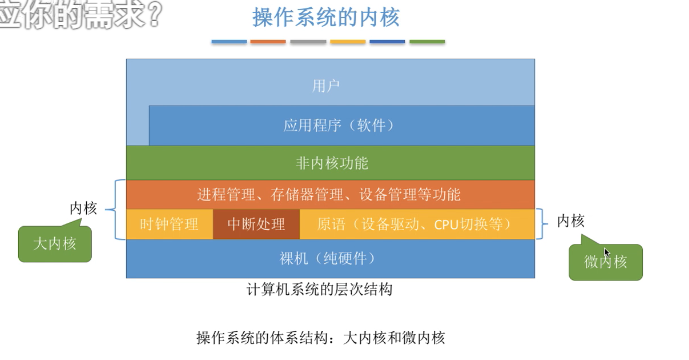 应你的需求？
操作系统的内核
用户
应用程序（软件）
非内核功能
进程管理、存储器管理、设备管理等功能
内核
时钟管理 中断处理 原语（设备驱动、CPU切换等）
内核
大内核
裸机（纯硬件）
微内核
计算机系统的层次结构
操作系统的体系结构：大内核和微内核